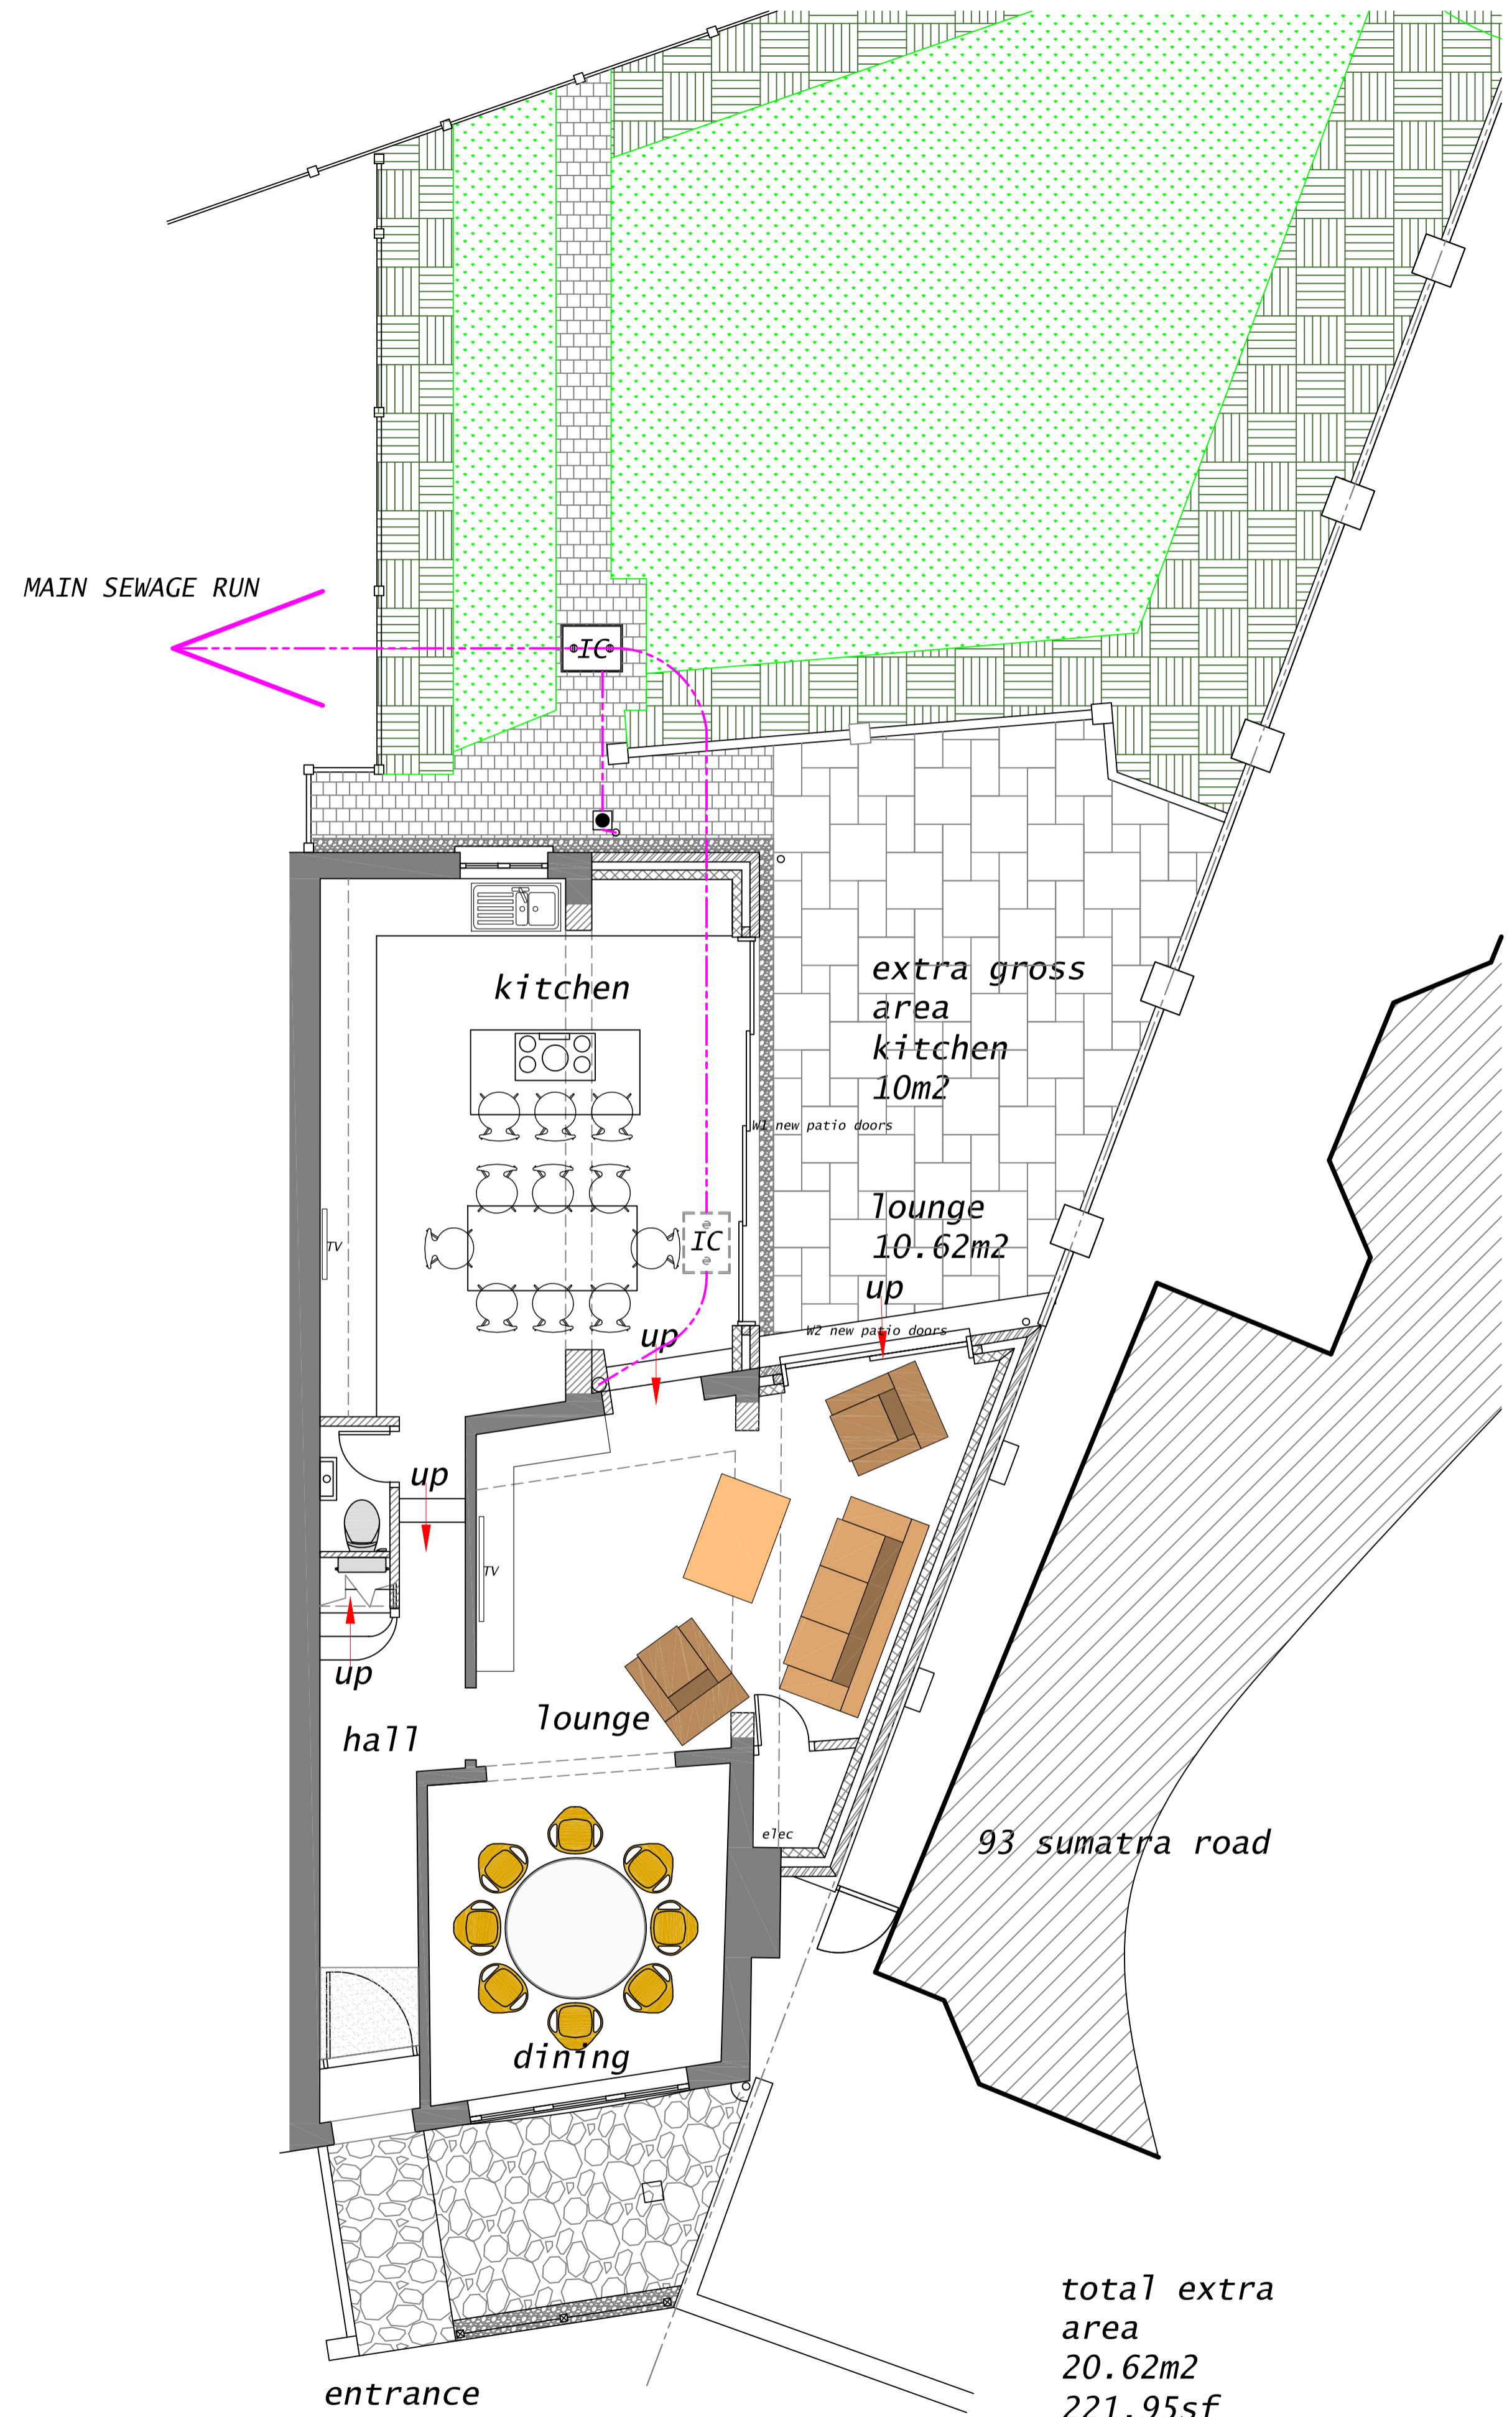 MAIN SEWAGE RUN
IC
kitchen
extra gross
area
kitchen
10m2
W1 new patio doors
lounge
10.62m2
up
TV
IC
W2 new patio doors
up
up
TV
up
lounge
hall
elec
93 sumatra road
dining
total extra
area
20.62m2
221.95sf
entrance